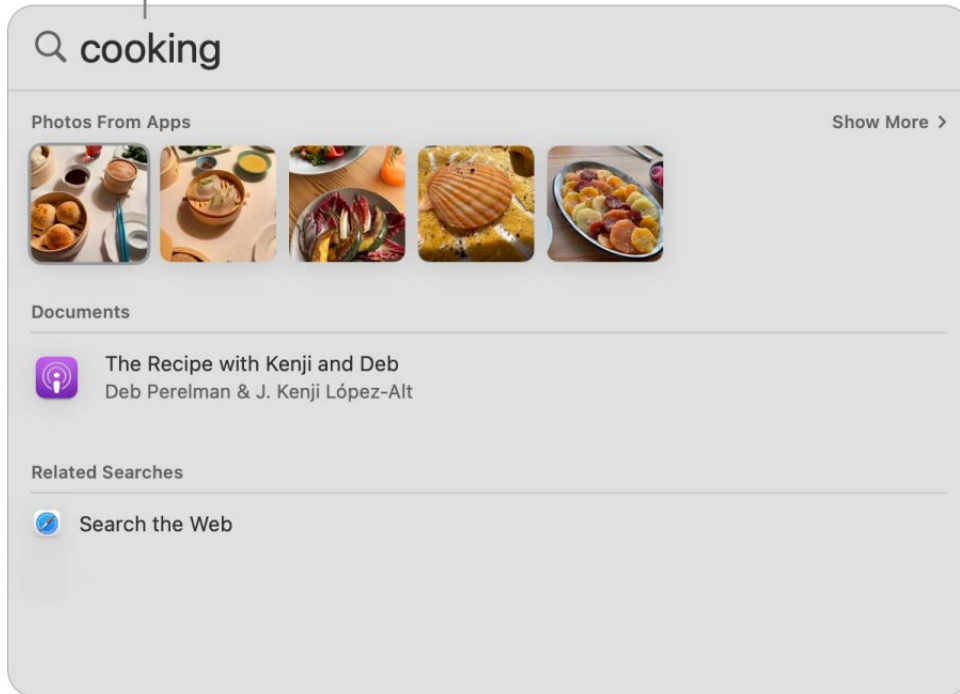 cooking
Photos From Apps
Show More >
Documents
The Recipe with Kenji and Deb
Deb Perelman & J. Kenji López-Alt
Related Searches
Search the Web